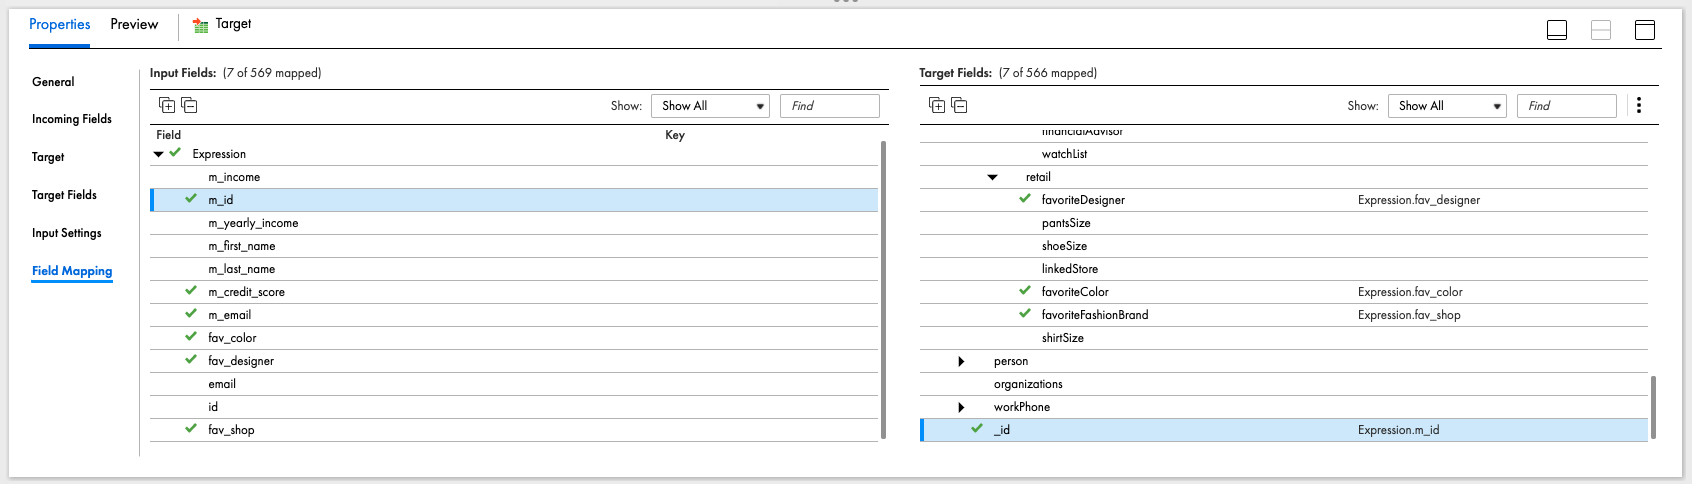 Properties Preview Target
General
Incoming Fields
Target
Target Fields
Input Settings
Field Mapping
Input Fields: (7 of 569 mapped)
Show: Show All Find
Field Key
Expression
m_income
m_id
m_yearly_income
m_first_name
m_last_name
m_credit_score
m_email
fav_color
fav_designer
email
id
fav_shop
Target Fields: (7 of 566 mapped)
Show: Show All Find
financialAdvisor
watchList
retail
favoriteDesigner Expression.fav_designer
pantsSize
shoeSize
linkedStore
favoriteColor Expression.fav_color
favoriteFashionBrand Expression.fav_shop
shirtSize
person
organizations
workPhone
_id Expression.m_id